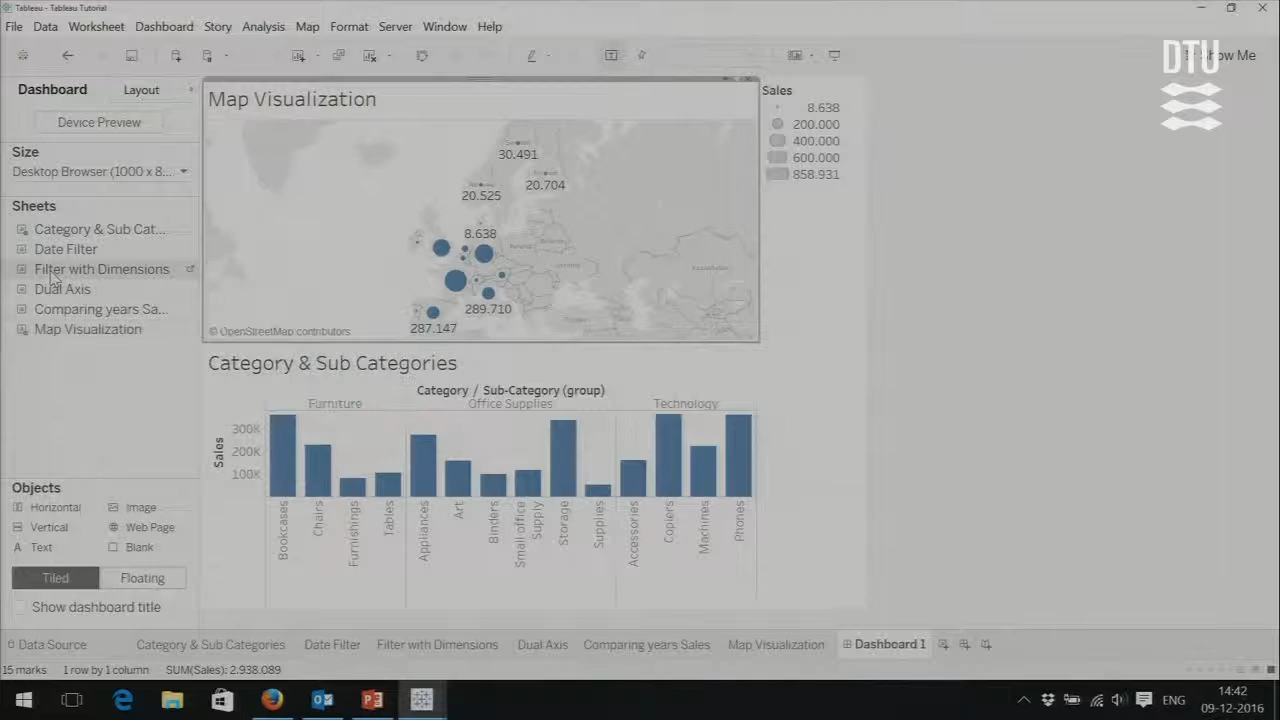 Tableau - Tableau Tutorial
File Data Worksheet Dashboard Story Analysis Map Format Server Window Help
DTU
Show Me
Dashboard Layout
Device Preview
Size
Desktop Browser (1000 x 8...
Sheets
Category & Sub Cat...
Date Filter
Filter with Dimensions
Dual Axis
Comparing years Sa...
Map Visualization
Objects
Horizontal Image
Vertical Web Page
Text Blank
Tiled Floating
Show dashboard title
Map Visualization
30.491
20.704
20.525
8.638
289.710
287.147
© OpenStreetMap contributors
Sales
8.638
200.000
400.000
600.000
858.931
Category & Sub Categories
Category / Sub-Category (group)
Furniture Office Supplies Technology
Sales
300K
200K
100K
Bookcases
Chairs
Furnishings
Tables
Appliances
Art
Binders
Small office
Supply
Storage
Supplies
Accessories
Copiers
Machines
Phones
Data Source Category & Sub Categories Date Filter Filter with Dimensions Dual Axis Comparing years Sales Map Visualization Dashboard 1
15 marks 1 row by 1 column SUM(Sales): 2.938.089
ENG
14:42
09-12-2016